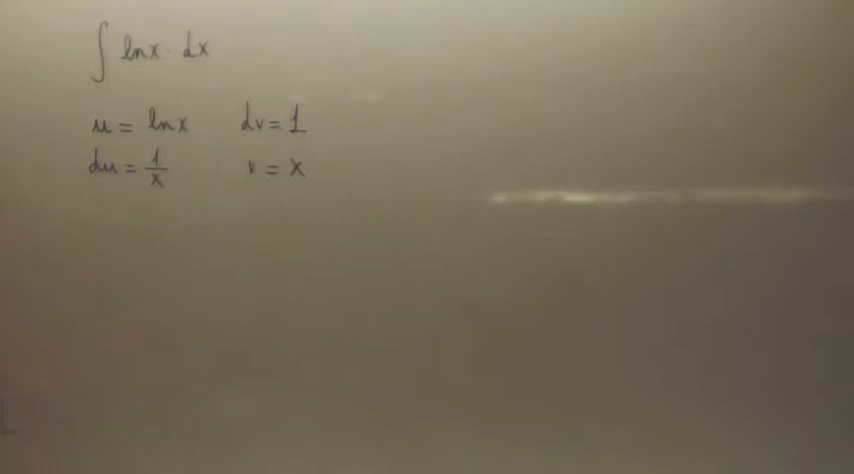 ∫ lnx · dx
u = lnx dv = 1
du = 1/x v = x